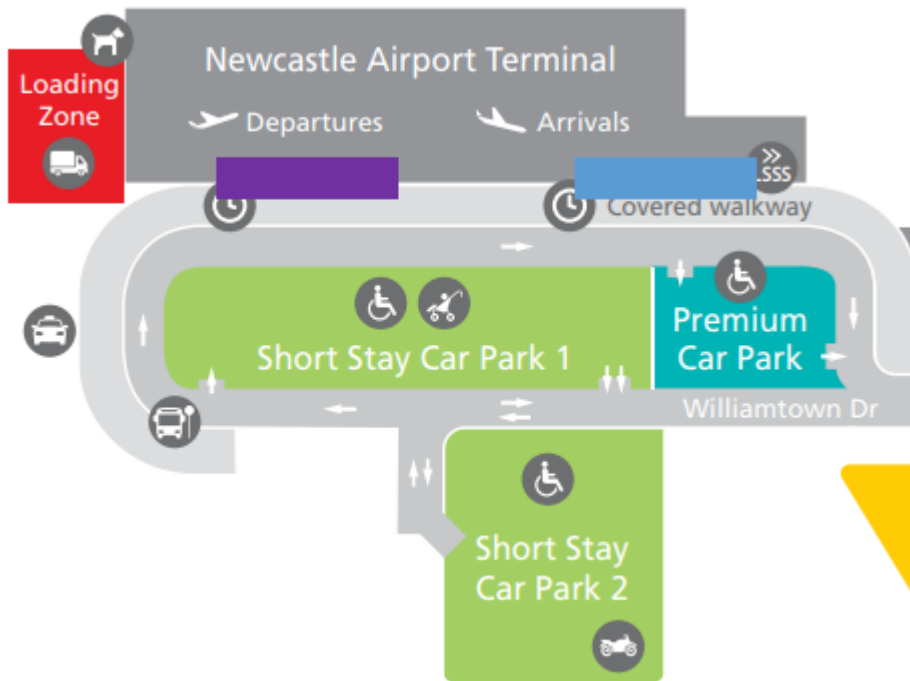 Newcastle Airport Terminal
Loading
Zone
Departures
Arrivals
Covered walkway
Premium
Car Park
Short Stay Car Park 1
Williamtown Dr
Short Stay
Car Park 2